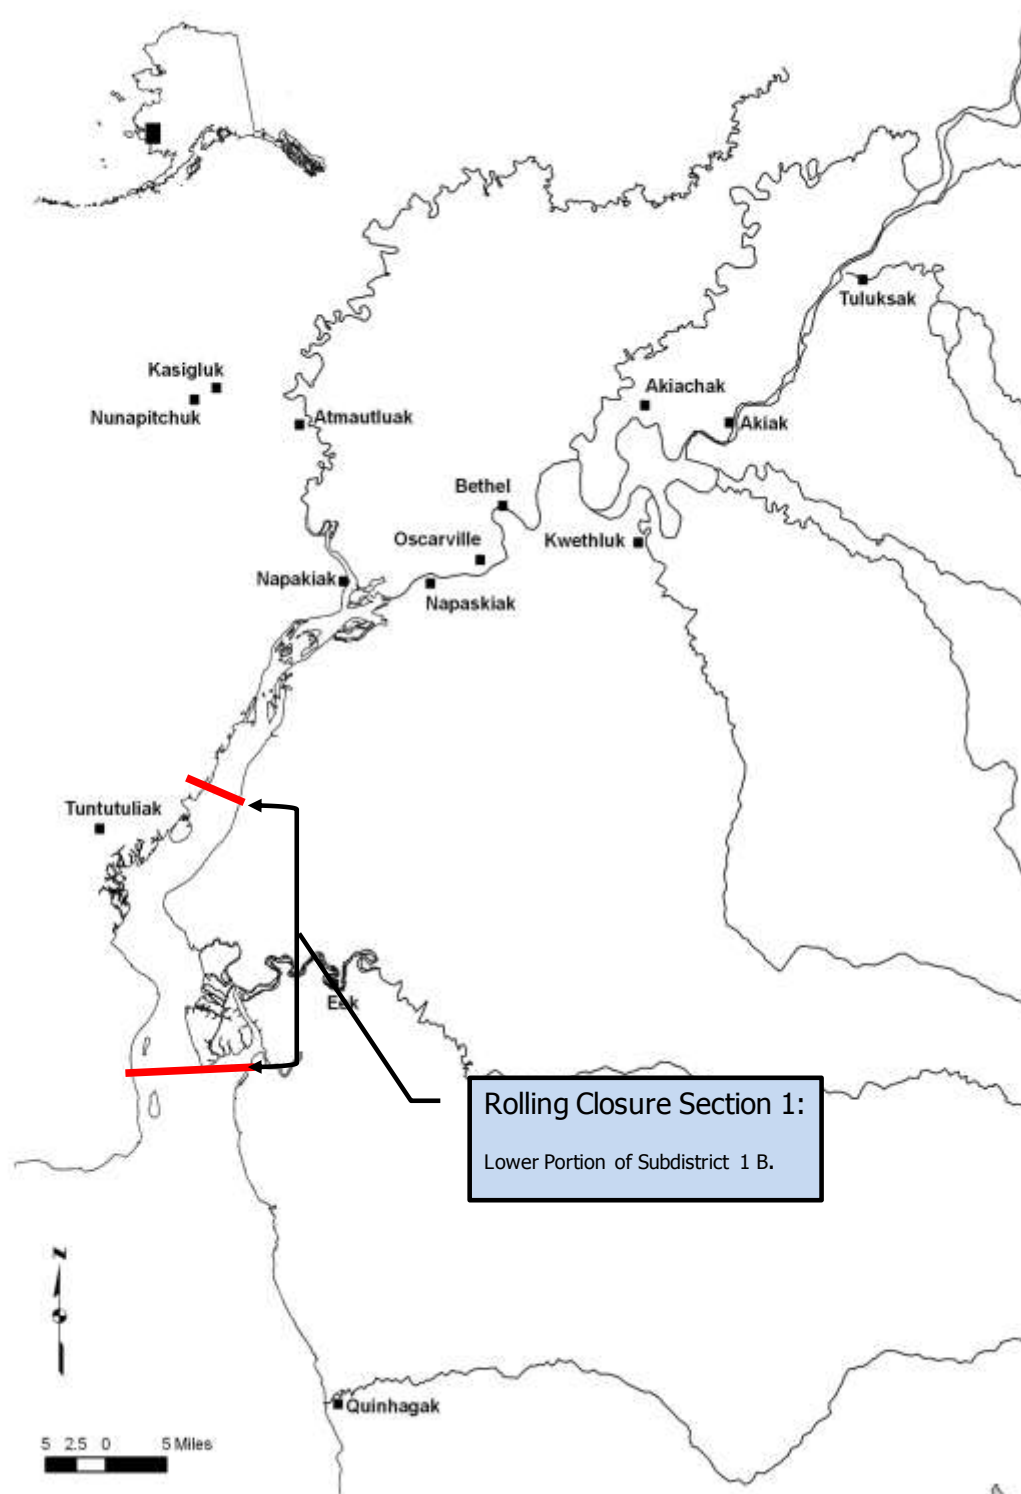 Tuluksak
Kasigluk
Nunapitchuk
Atmautluak
Akiachak
Akiak
Bethel
Oscarville
Kwethluk
Napakiak
Napaskiak
Tuntutuliak
Eek
Rolling Closure Section 1:
Lower Portion of Subdistrict 1 B.
N
Quinhagak
5 2.5 0 5 Miles